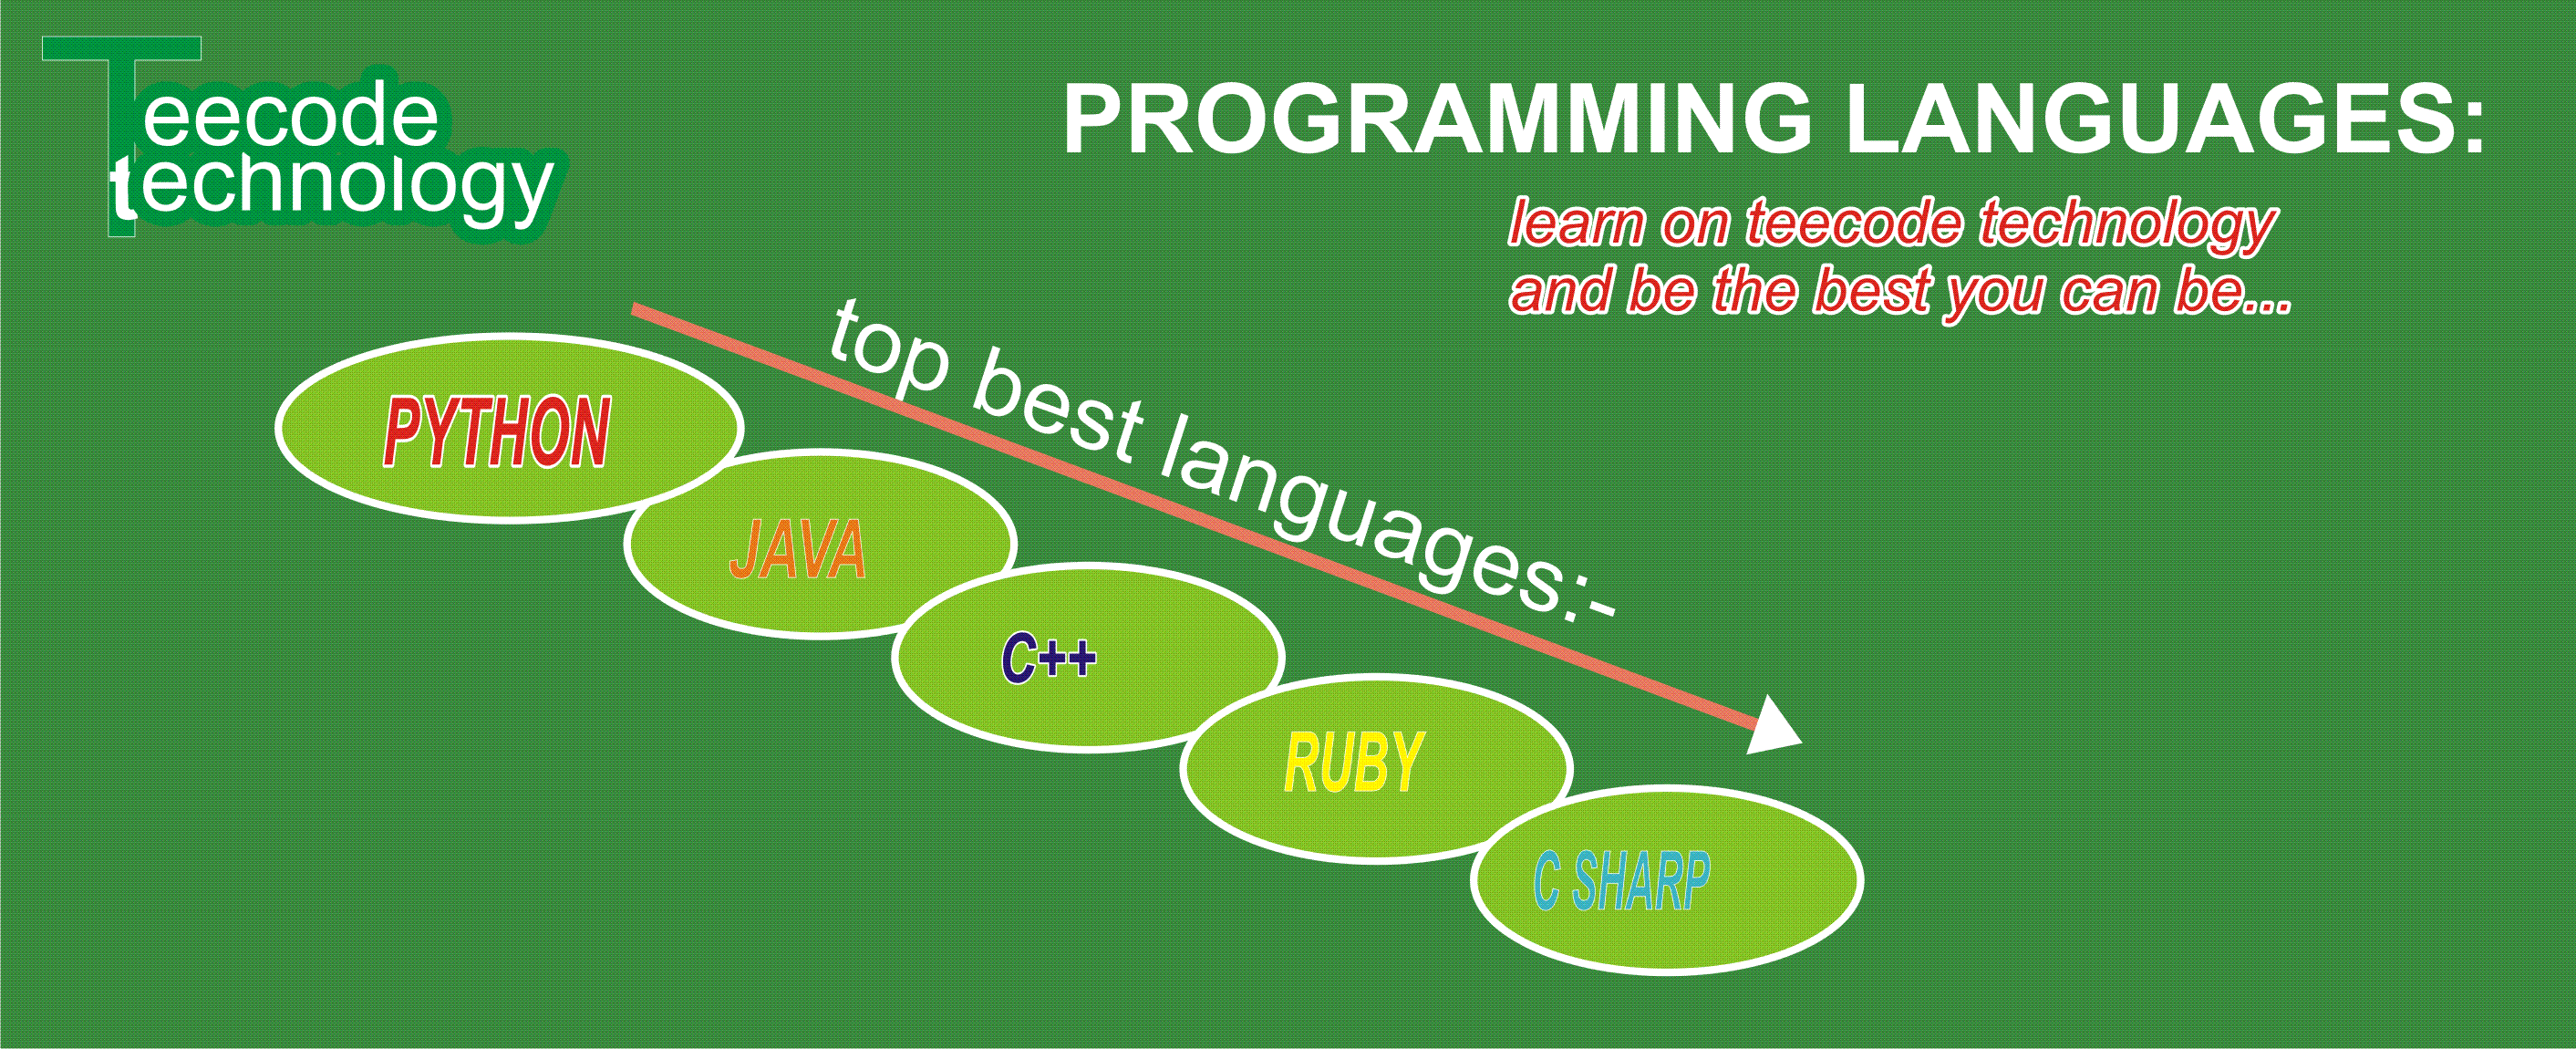 Teecode
technology
PROGRAMMING LANGUAGES:
learn on teecode technology
and be the best you can be...
top best languages:-
PYTHON
JAVA
C++
RUBY
C SHARP